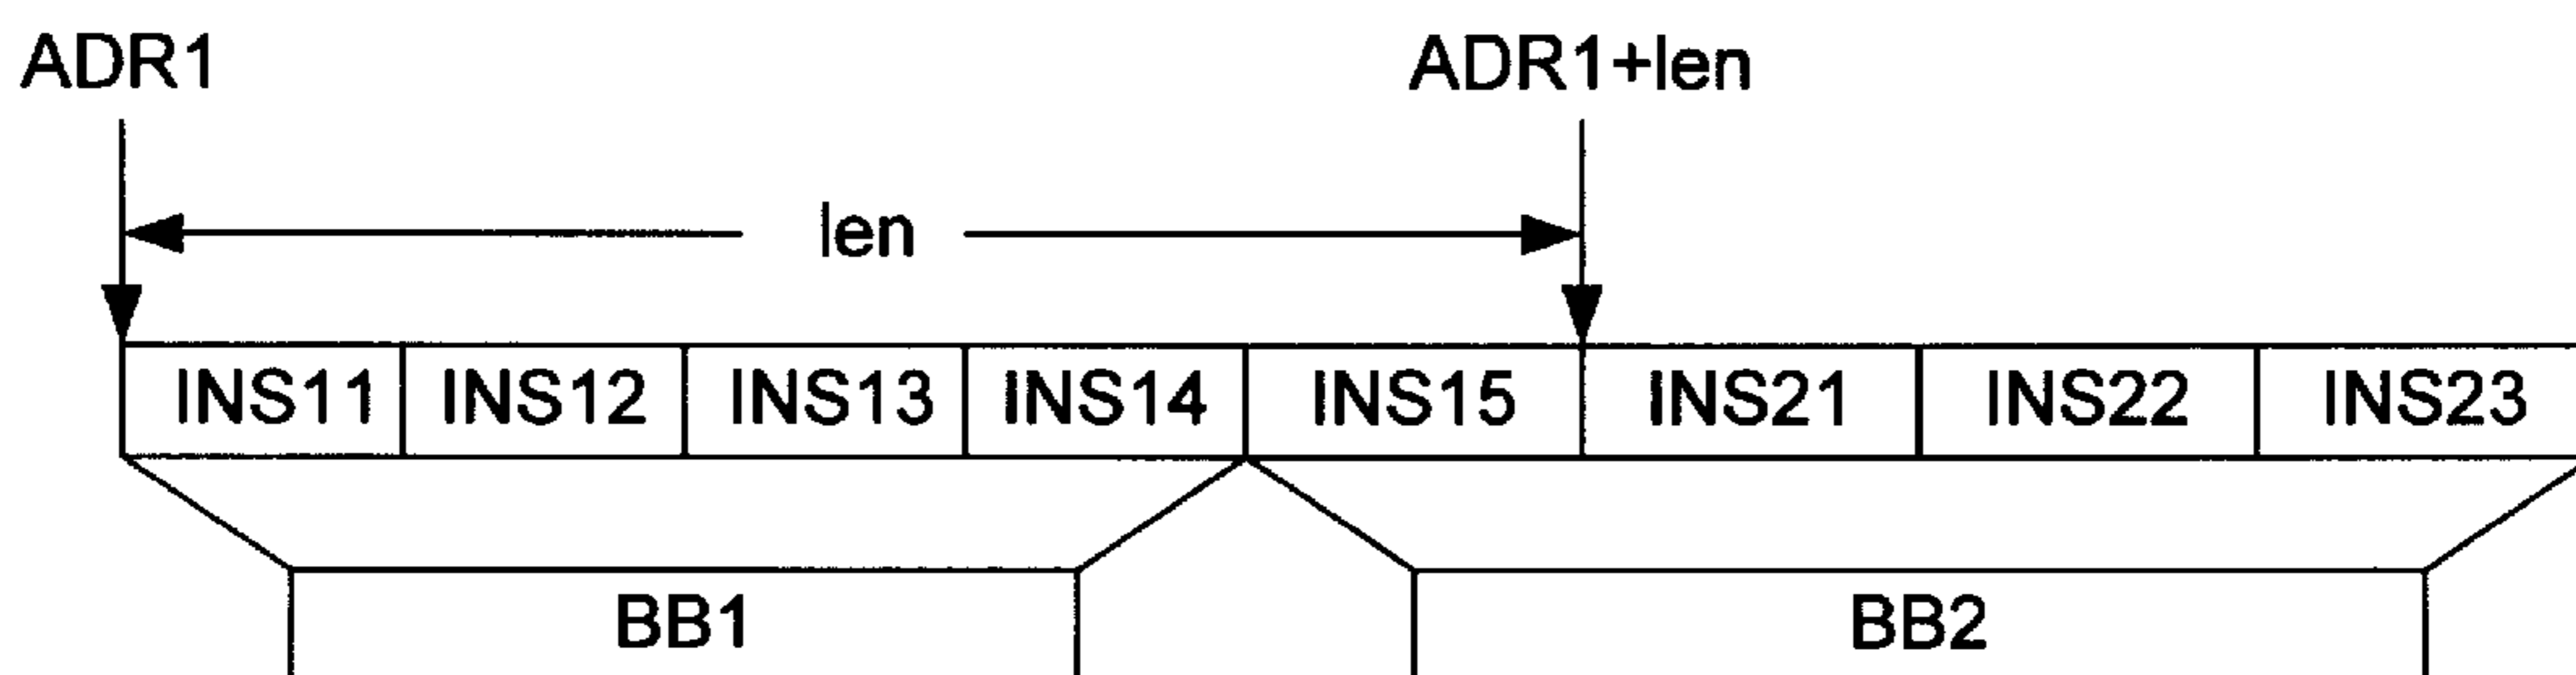 ADR1 ADR1+len
len
INS11 INS12 INS13 INS14 INS15 INS21 INS22 INS23
BB1 BB2